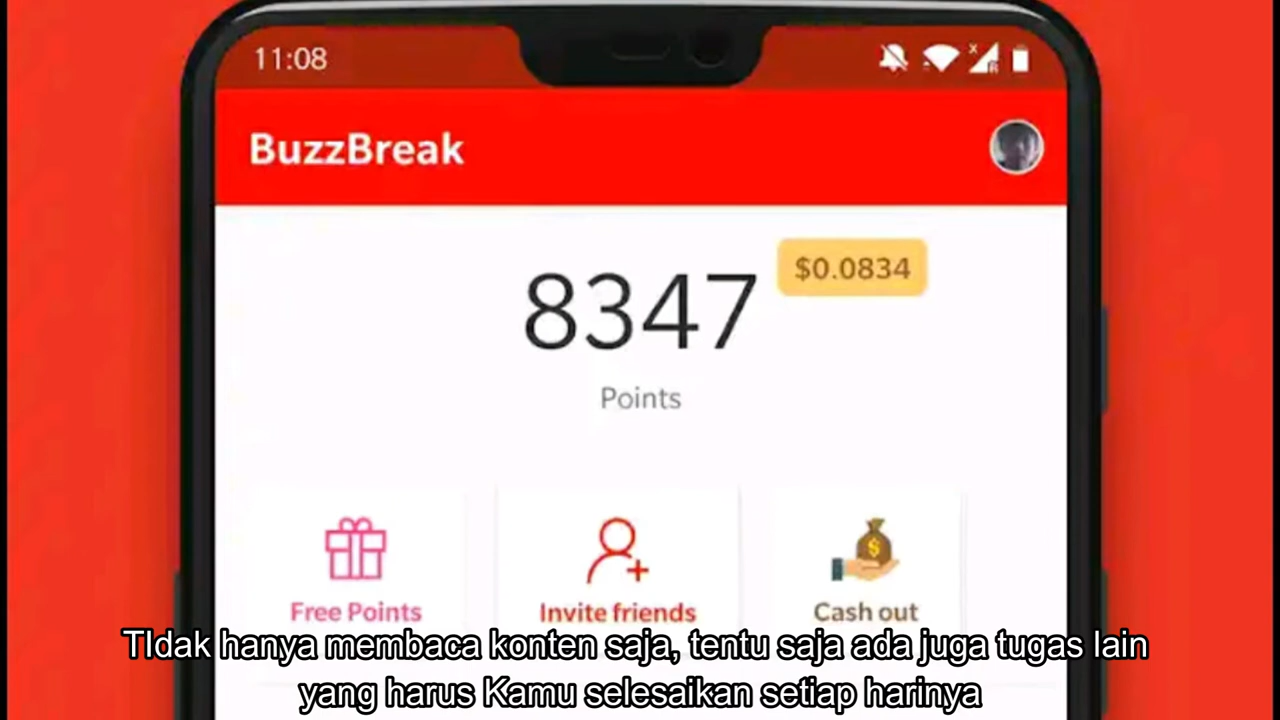 11:08
BuzzBreak
$0.0834
8347
Points
Free Points
Invite friends
Cash out
TIdak hanya membaca konten saja, tentu saja ada juga tugas lain
yang harus Kamu selesaikan setiap harinya